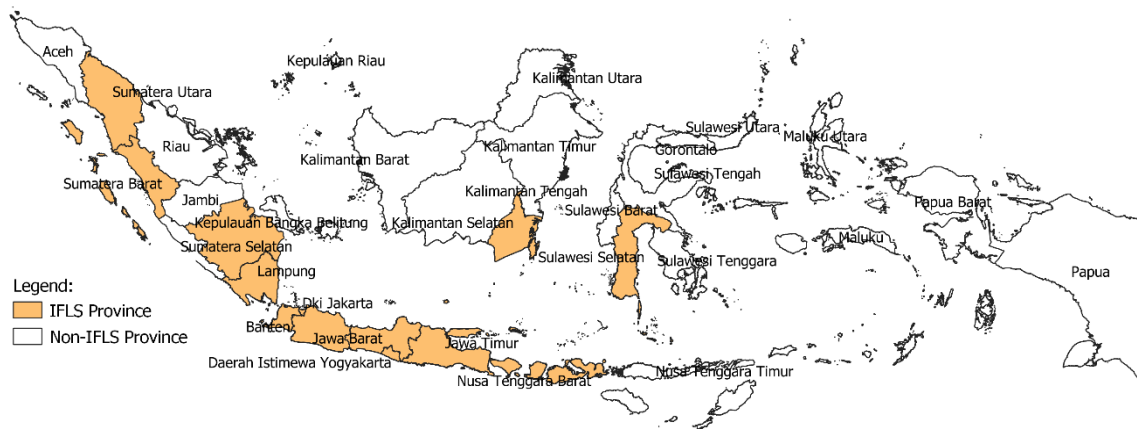 Aceh
Kepulauan Riau
Kalimantan Utara
Sumatera Utara
Sulawesi Utara
Maluku Utara
Riau
Kalimantan Timur
Gorontalo
Kalimantan Barat
Sulawesi Tengah
Sumatera Barat
Kalimantan Tengah
Jambi
Papua Barat
Sulawesi Barat
Kepulauan Bangka Belitung
Kalimantan Selatan
Maluku
Sumatera Selatan
Sulawesi Selatan
Sulawesi Tenggara
Lampung
Papua
Legend:
IFLS Province
Non-IFLS Province
Dki Jakarta
Banten
Jawa Barat
Jawa Timur
Daerah Istimewa Yogyakarta
Nusa Tenggara Barat
Nusa Tenggara Timur